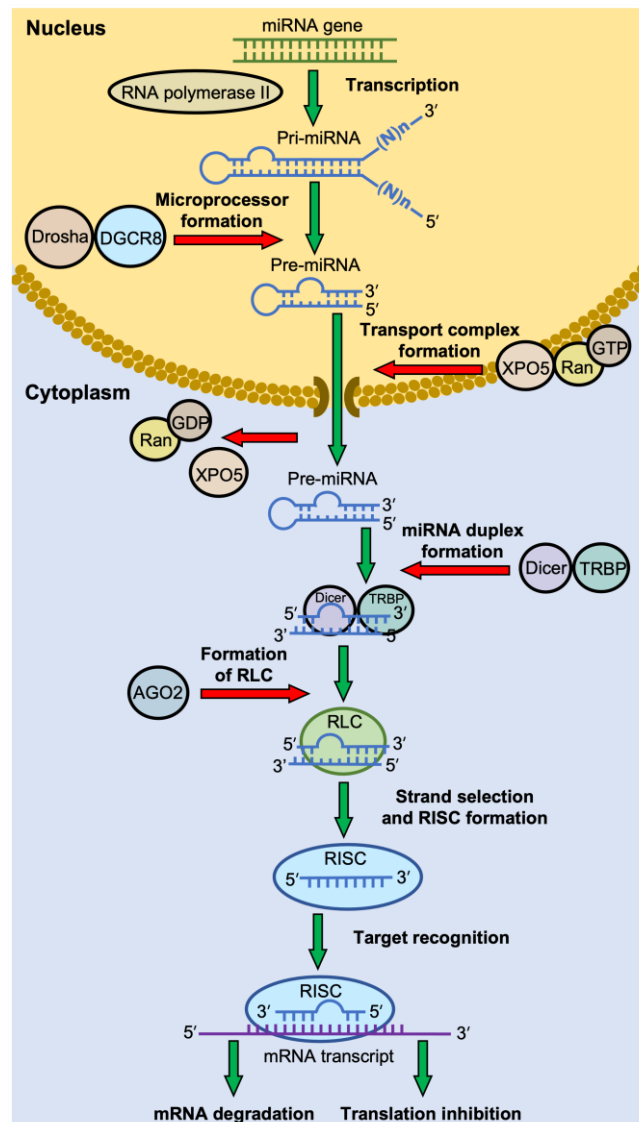 Nucleus
miRNA gene
RNA polymerase II
Transcription
Pri-miRNA
3′
(N)n
(N)n
5′
Microprocessor
formation
Drosha
DGCR8
Pre-miRNA
3′
5′
Transport complex
formation
XPO5
Ran
GTP
Cytoplasm
GDP
Ran
XPO5
Pre-miRNA
3′
5′
miRNA duplex
formation
Dicer
TRBP
Dicer
TRBP
5′
3′
3′
5′
Formation
of RLC
AGO2
RLC
5′
3′
3′
5′
Strand selection
and RISC formation
RISC
5′
3′
Target recognition
RISC
3′
5′
5′
3′
mRNA transcript
mRNA degradation
Translation inhibition